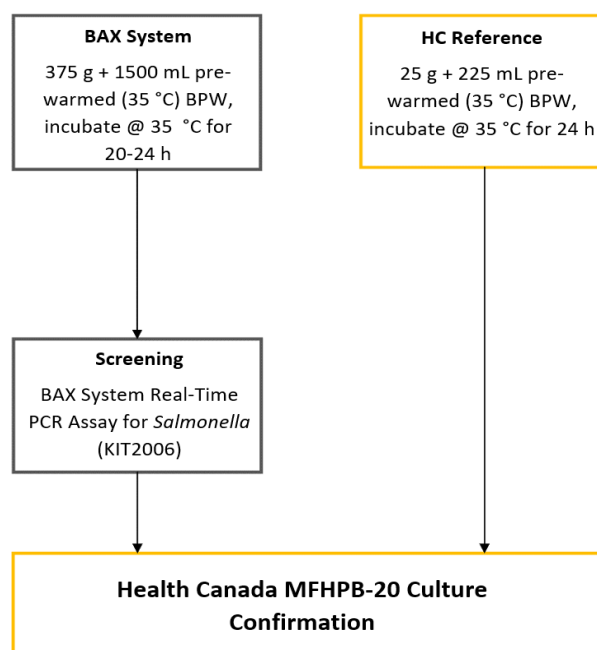 BAX System
375 g + 1500 mL pre-
warmed (35 °C) BPW,
incubate @ 35  °C for
20-24 h
HC Reference
25 g + 225 mL pre-
warmed (35 °C) BPW,
incubate @ 35 °C for 24 h
Screening
BAX System Real-Time
PCR Assay for Salmonella
(KIT2006)
Health Canada MFHPB-20 Culture
Confirmation